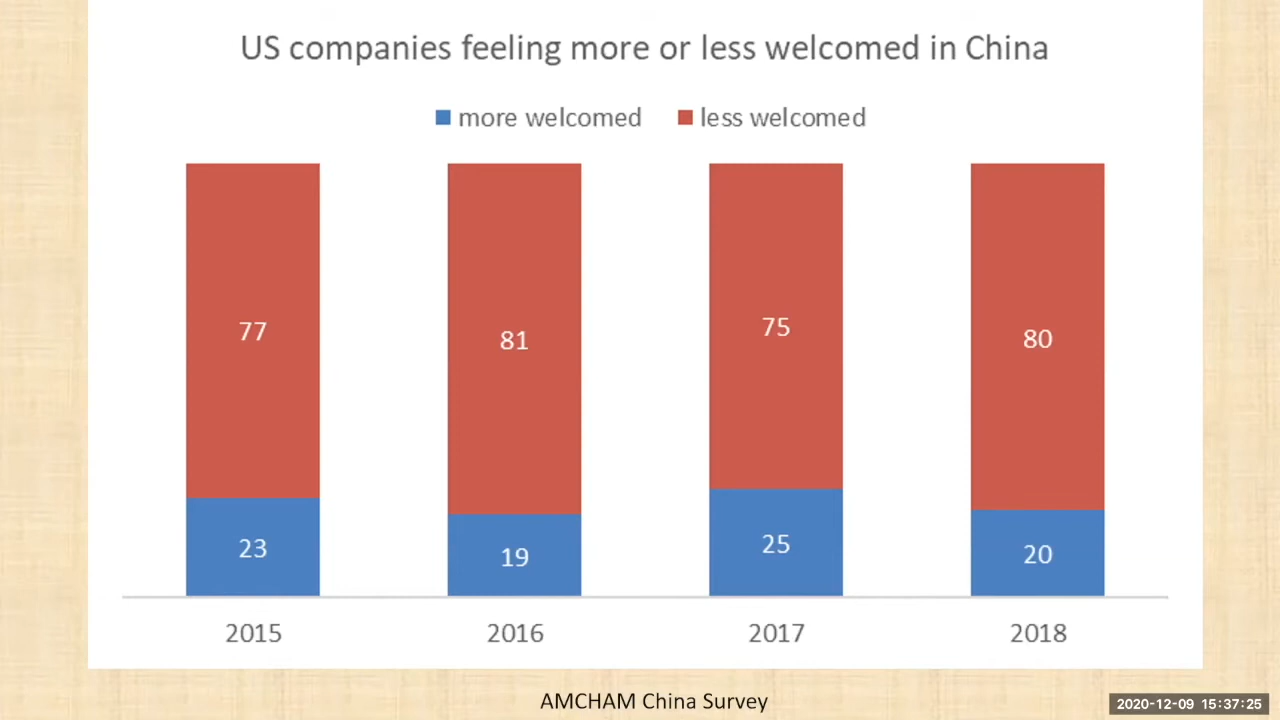 US companies feeling more or less welcomed in China
more welcomed less welcomed
77 81 75 80
23 19 25 20
2015 2016 2017 2018
AMCHAM China Survey
2020-12-09 15:37:25